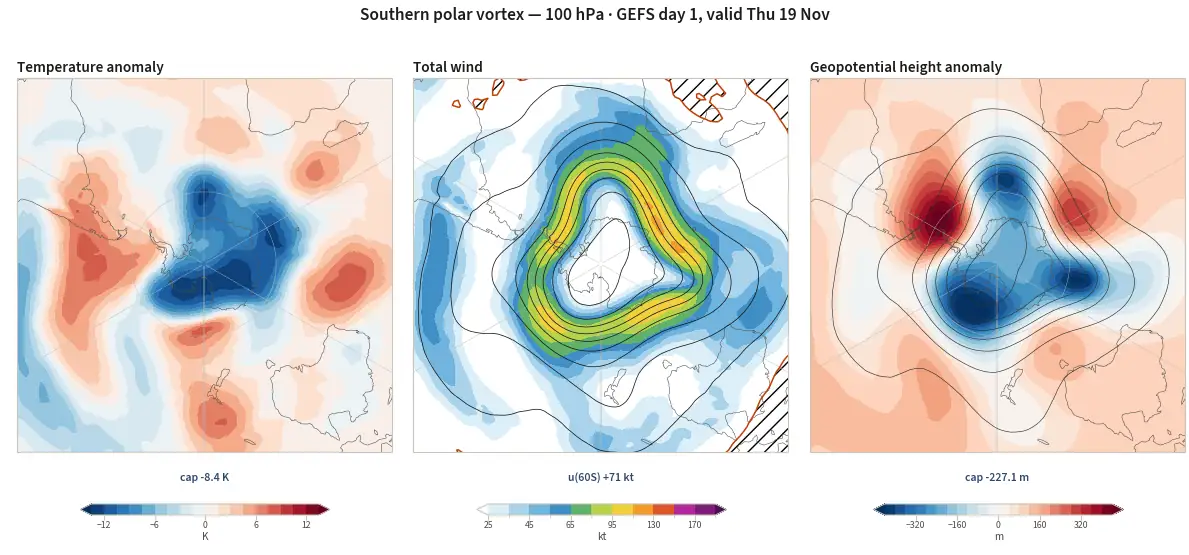 Southern polar vortex — 100 hPa · GEFS day 1, valid Thu 19 Nov
Temperature anomaly
Total wind
Geopotential height anomaly
cap -8.4 K
u(60S) +71 kt
cap -227.1 m
−12 −6 0 6 12
K
25 45 65 95 130 170
kt
−320 −160 0 160 320
m